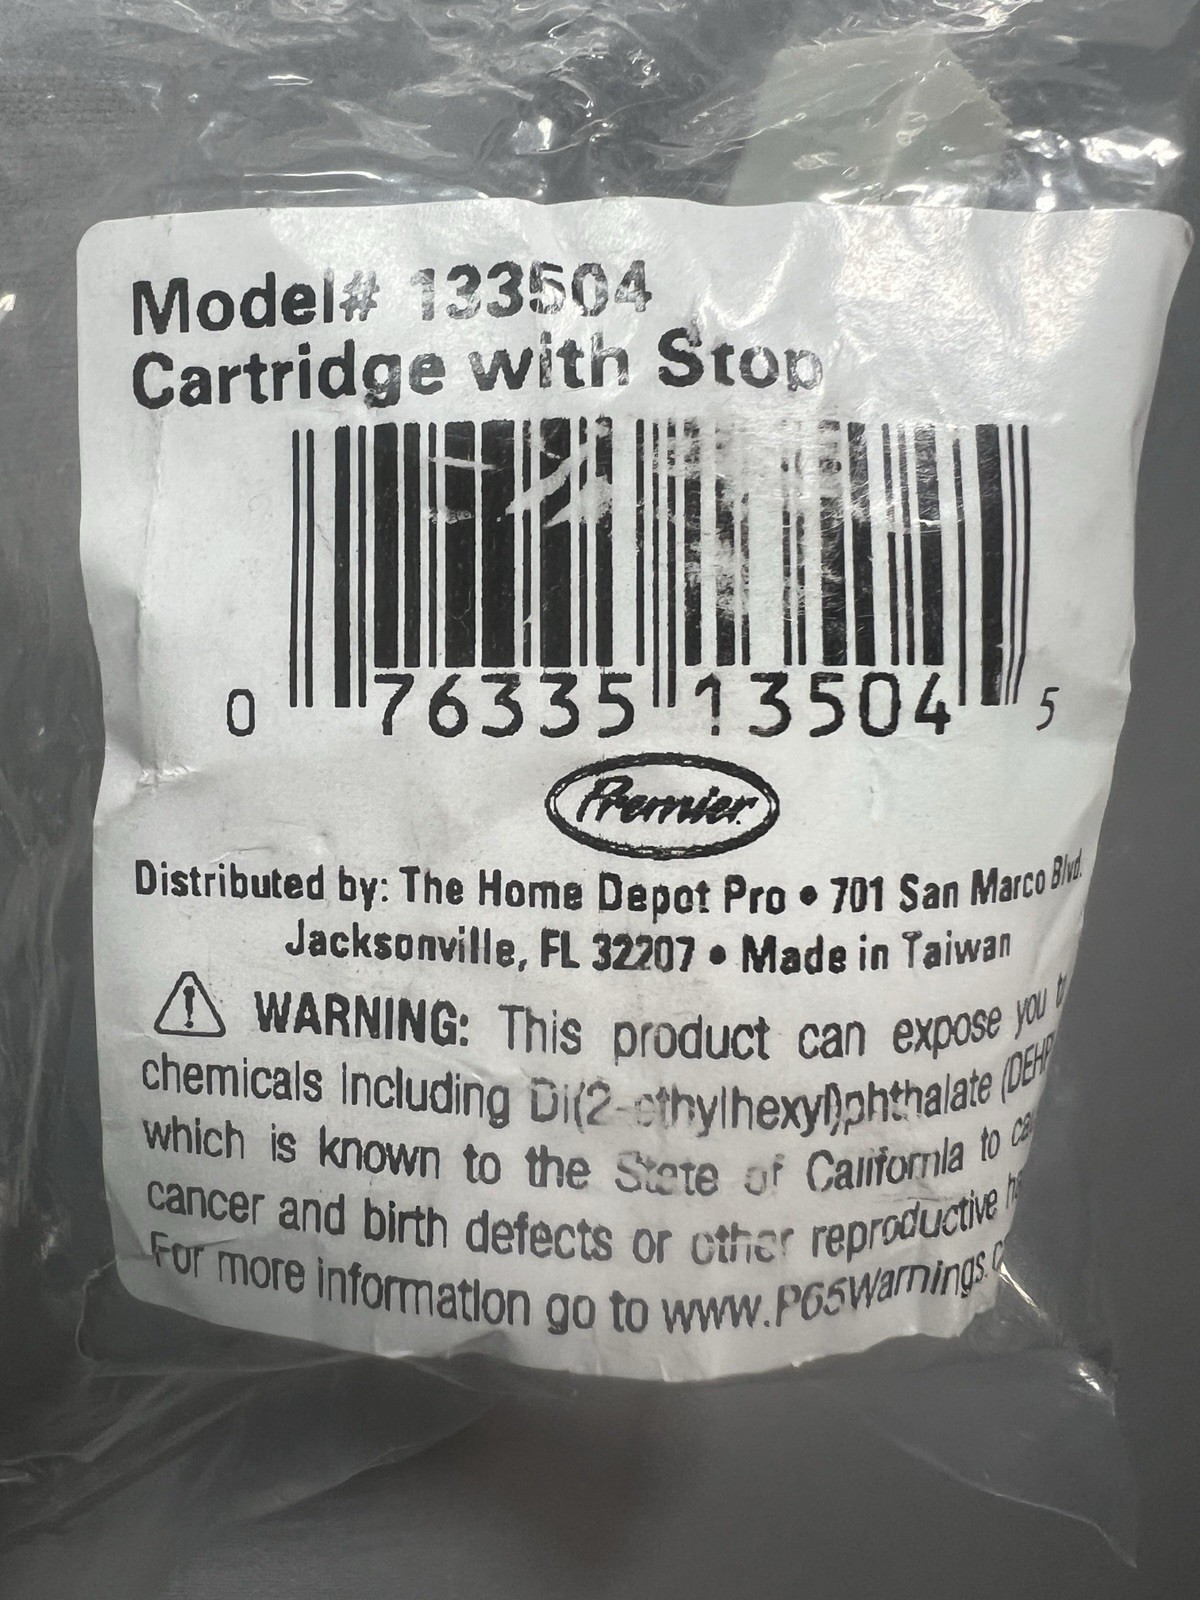 Model# 133504
Cartridge with Stop
0 76335 13504 5
Premier
Distributed by: The Home Depot Pro • 701 San Marco Blvd.
Jacksonville, FL 32207 • Made in Taiwan
WARNING: This product can expose you to
chemicals including Di(2-ethylhexyl)phthalate (DEHP
which is known to the State of California to
cancer and birth defects or other reproductive
For more information go to www.P65Warnings.c